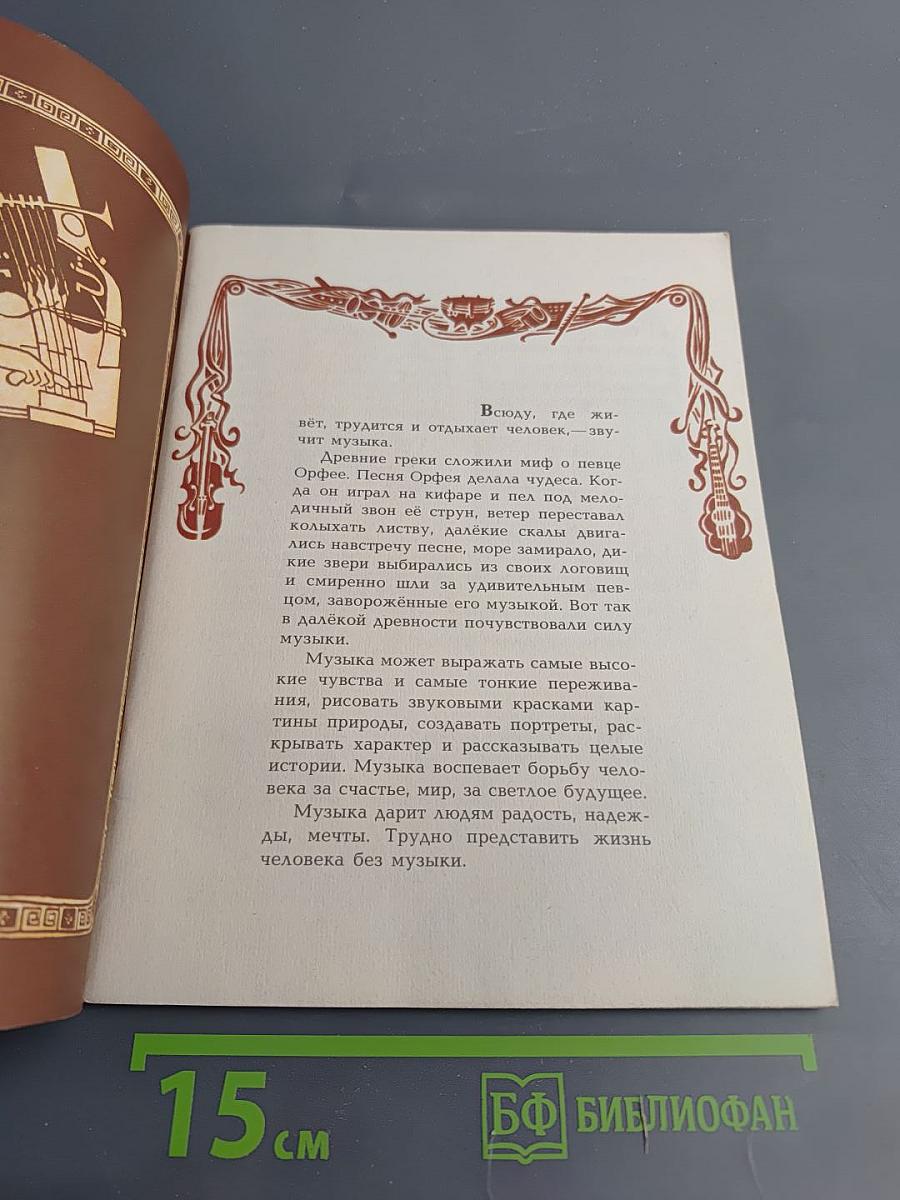 Всюду, где жи-
вёт, трудится и отдыхает человек,—зву-
чит музыка.
Древние греки сложили миф о певце
Орфее. Песня Орфея делала чудеса. Ког-
да он играл на кифаре и пел под мело-
дичный звон её струн, ветер переставал
колыхать листву, далёкие скалы двига-
лись навстречу песне, море замирало, ди-
кие звери выбирались из своих логовищ
и смиренно шли за удивительным пев-
цом, заворожённые его музыкой. Вот так
в далёкой древности почувствовали силу
музыки.
Музыка может выражать самые высо-
кие чувства и самые тонкие пережива-
ния, рисовать звуковыми красками кар-
тины природы, создавать портреты, рас-
крывать характер и рассказывать целые
истории. Музыка воспевает борьбу чело-
века за счастье, мир, за светлое будущее.
Музыка дарит людям радость, надеж-
ды, мечты. Трудно представить жизнь
человека без музыки.
15 см
БФ БИБЛИОФАН